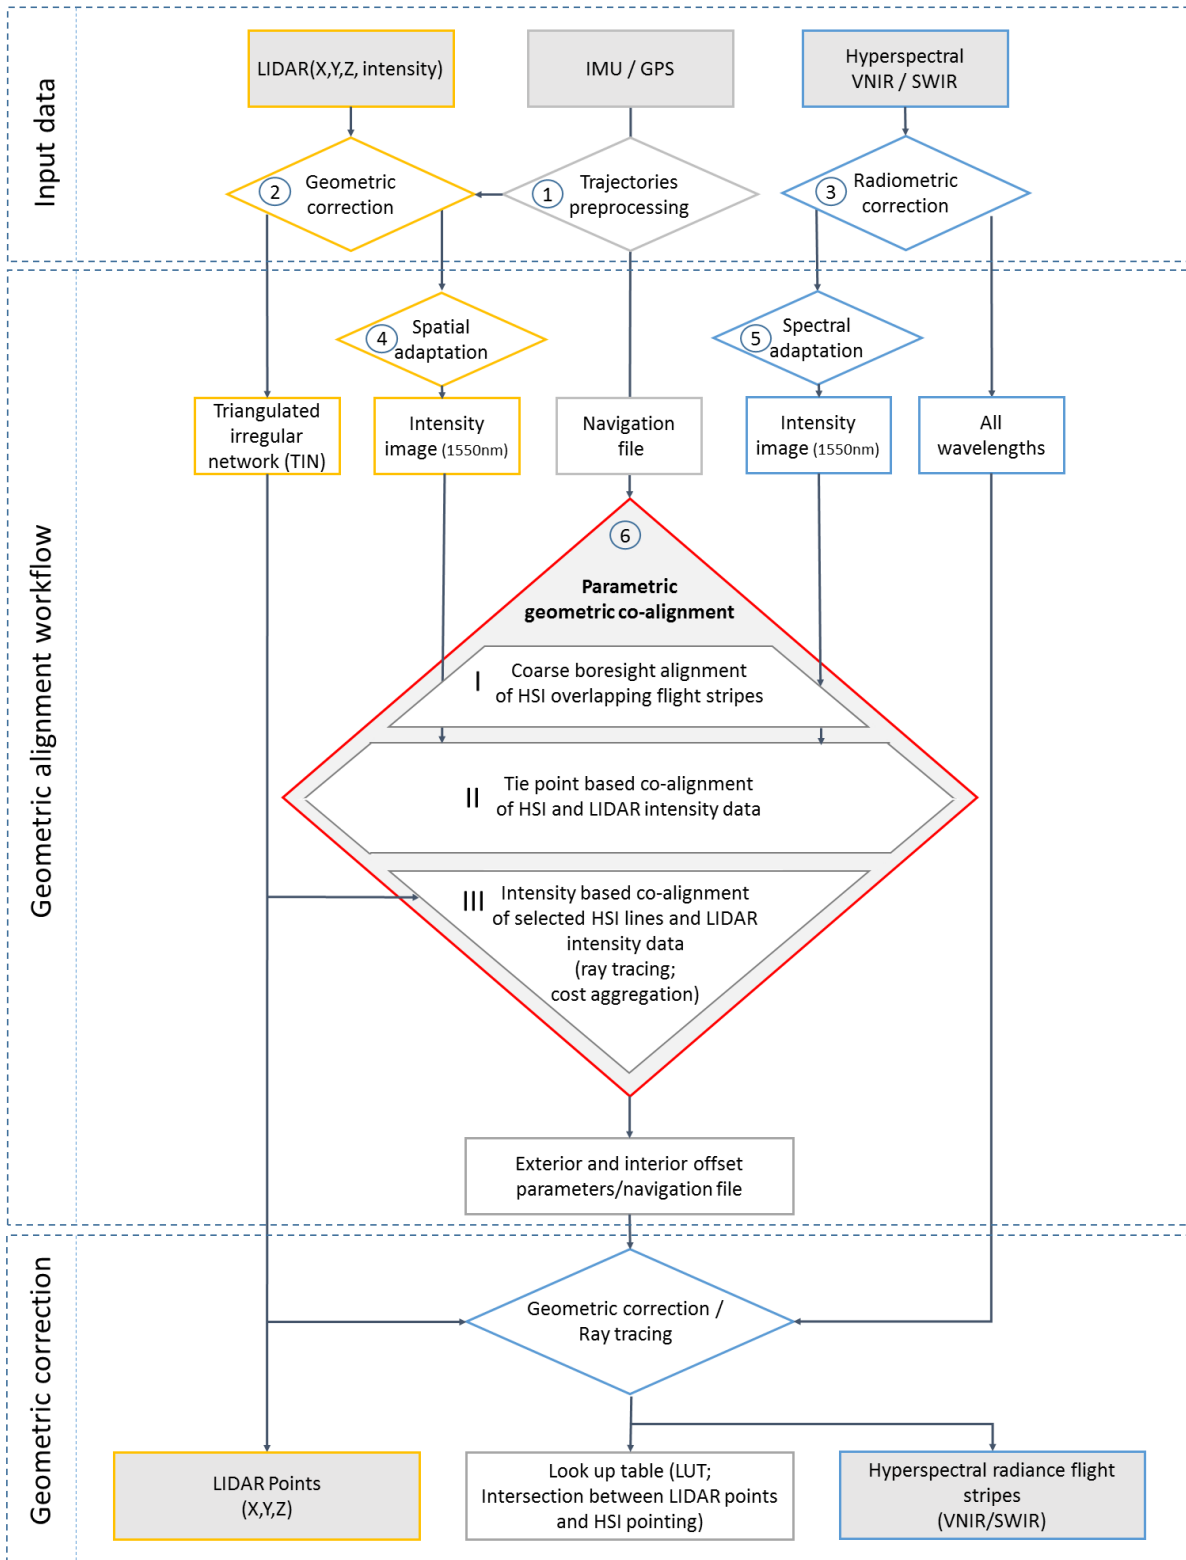 Input data
LIDAR(X,Y,Z, intensity)
IMU / GPS
Hyperspectral
VNIR / SWIR
2
Geometric
correction
1
Trajectories
preprocessing
3
Radiometric
correction
Geometric alignment workflow
4
Spatial
adaptation
5
Spectral
adaptation
Triangulated
irregular
network (TIN)
Intensity
image (1550nm)
Navigation
file
Intensity
image (1550nm)
All
wavelengths
6
Parametric
geometric co-alignment
I
Coarse boresight alignment
of HSI overlapping flight stripes
II
Tie point based co-alignment
of HSI and LIDAR intensity data
III
Intensity based co-alignment
of selected HSI lines and LIDAR
intensity data
(ray tracing;
cost aggregation)
Exterior and interior offset
parameters/navigation file
Geometric correction
Geometric correction /
Ray tracing
LIDAR Points
(X,Y,Z)
Look up table (LUT;
Intersection between LIDAR points
and HSI pointing)
Hyperspectral radiance flight
stripes
(VNIR/SWIR)